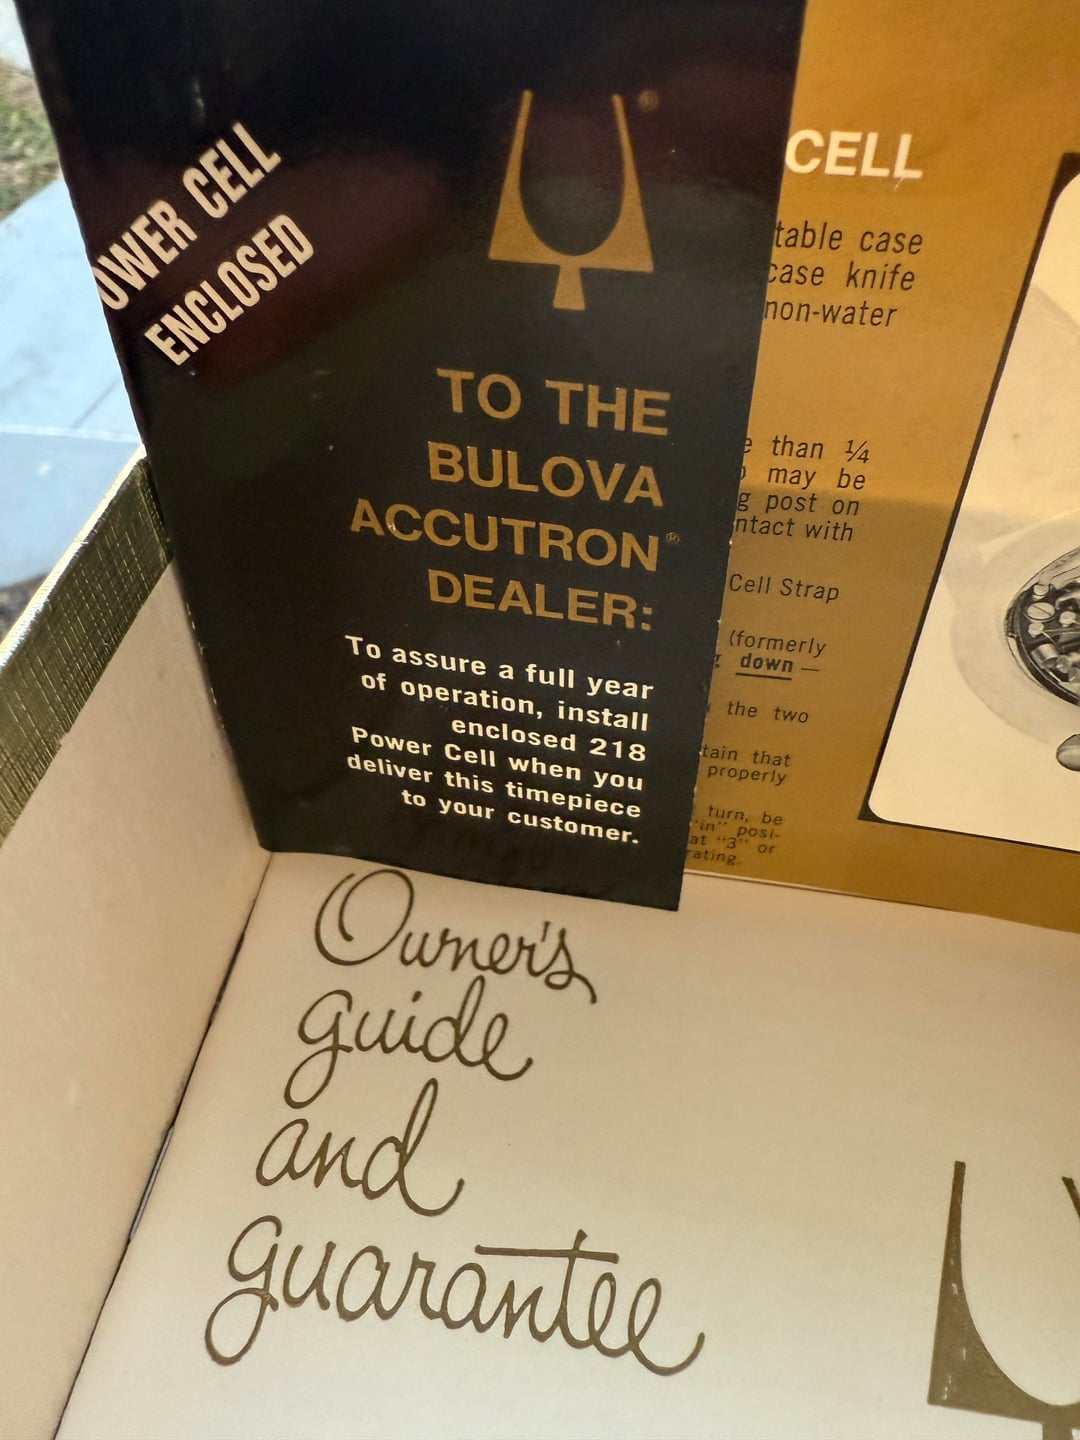 OWER CELL
ENCLOSED
®
TO THE
BULOVA
ACCUTRON®
DEALER:
To assure a full year
of operation, install
enclosed 218
Power Cell when you
deliver this timepiece
to your customer.
CELL
table case
case knife
non-water
than ¼
may be
post on
ntact with
Cell Strap
(formerly
down —
the two
tain that
properly
turn, be
"in" posi-
at "3" or
rating.
Owner's
guide
and
guarantee